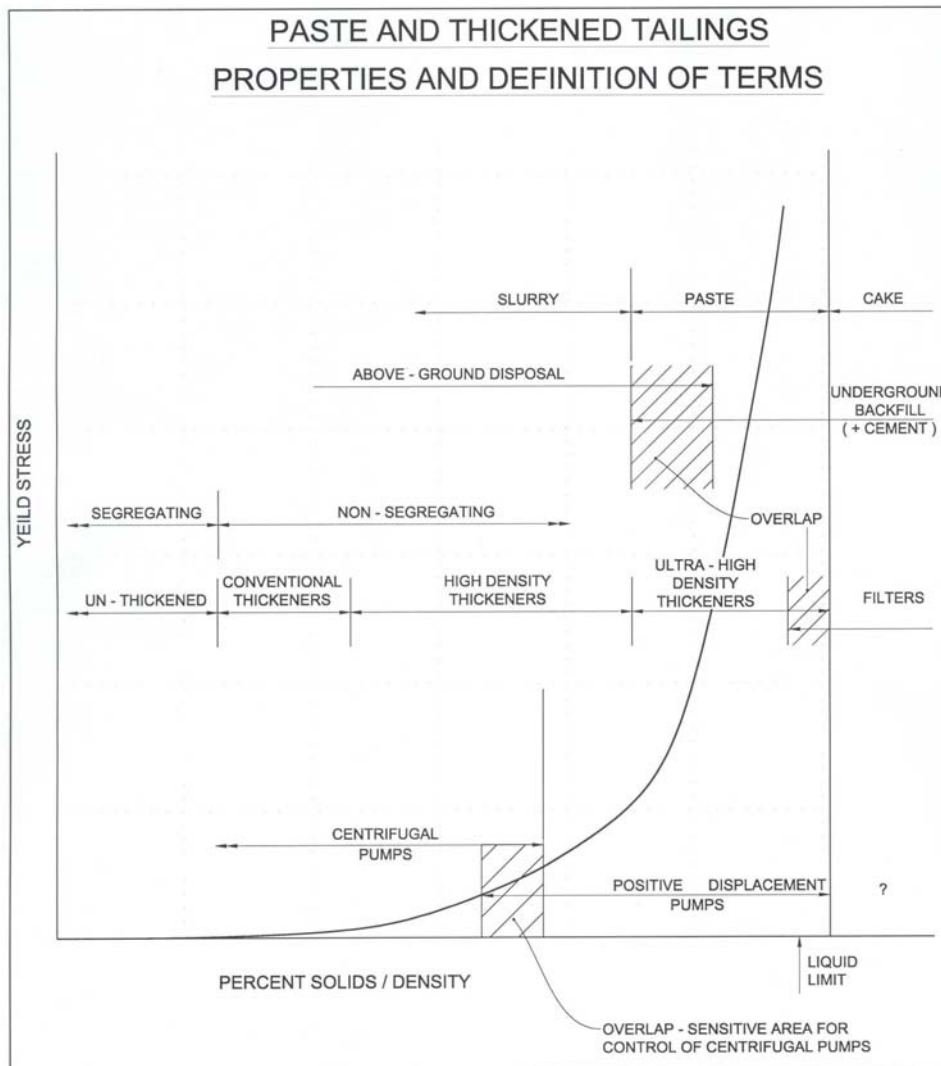 PASTE AND THICKENED TAILINGS
PROPERTIES AND DEFINITION OF TERMS
SLURRY
PASTE
CAKE
ABOVE - GROUND DISPOSAL
UNDERGROUND
BACKFILL
( + CEMENT )
YEILD STRESS
SEGREGATING
NON - SEGREGATING
OVERLAP
UN - THICKENED
CONVENTIONAL
THICKENERS
HIGH DENSITY
THICKENERS
ULTRA - HIGH
DENSITY
THICKENERS
FILTERS
CENTRIFUGAL
PUMPS
POSITIVE DISPLACEMENT
PUMPS
?
PERCENT SOLIDS / DENSITY
LIQUID
LIMIT
OVERLAP - SENSITIVE AREA FOR
CONTROL OF CENTRIFUGAL PUMPS